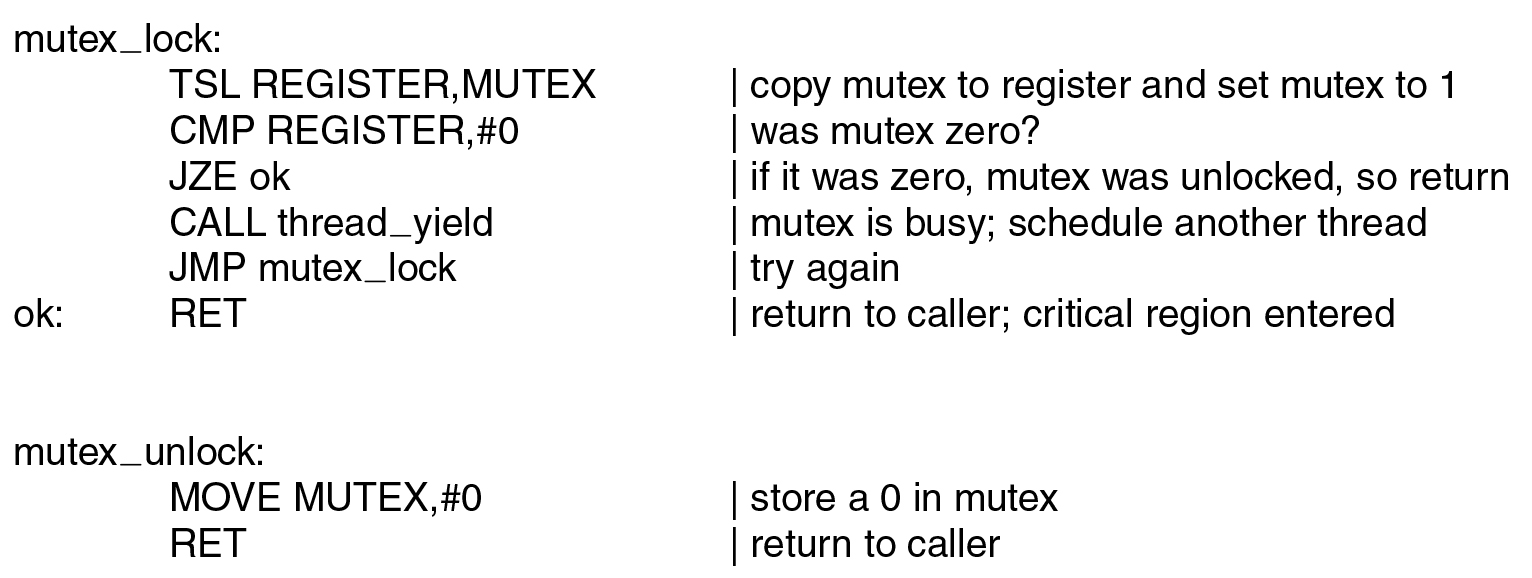 mutex_lock:
TSL REGISTER,MUTEX | copy mutex to register and set mutex to 1
CMP REGISTER,#0 | was mutex zero?
JZE ok | if it was zero, mutex was unlocked, so return
CALL thread_yield | mutex is busy; schedule another thread
JMP mutex_lock | try again
ok: RET | return to caller; critical region entered
mutex_unlock:
MOVE MUTEX,#0 | store a 0 in mutex
RET | return to caller